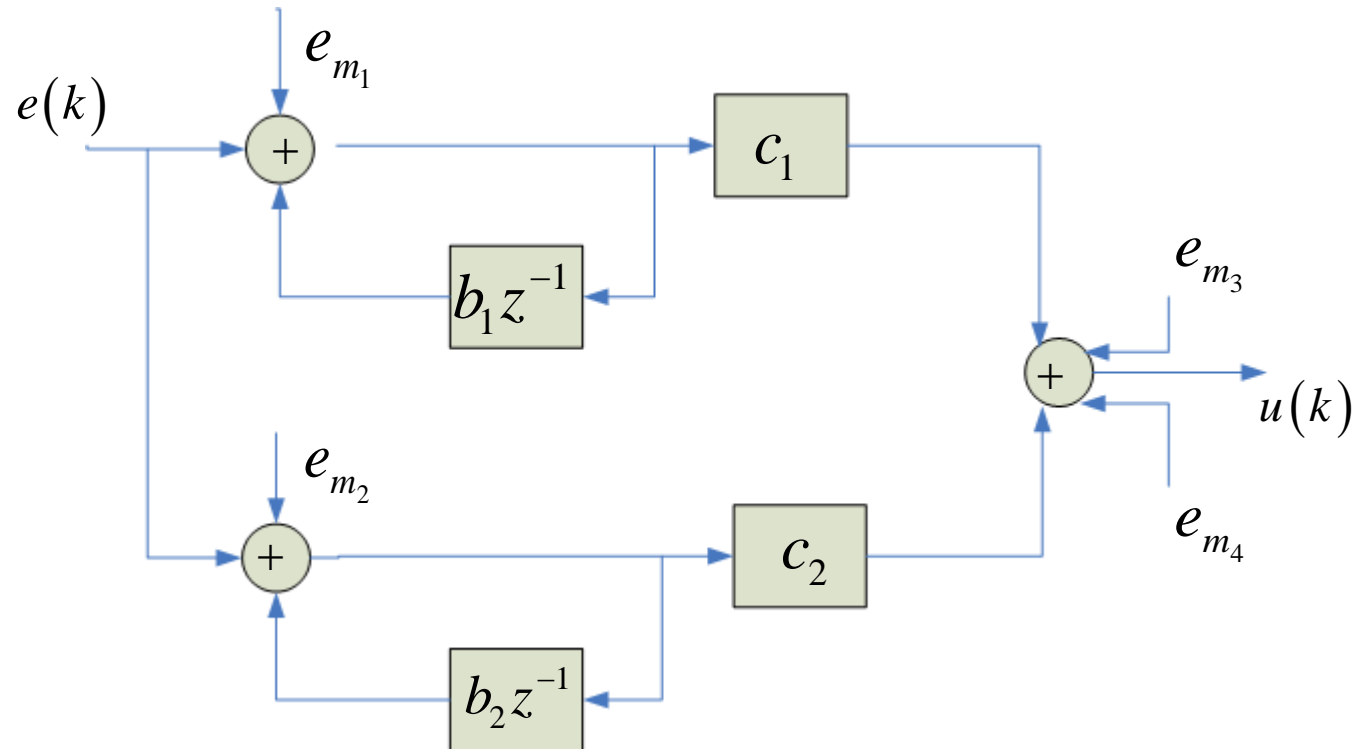 e_{m_1}
e(k)
+
c_1
b_1 z^{-1}
e_{m_3}
+
u(k)
e_{m_2}
e_{m_4}
+
c_2
b_2 z^{-1}